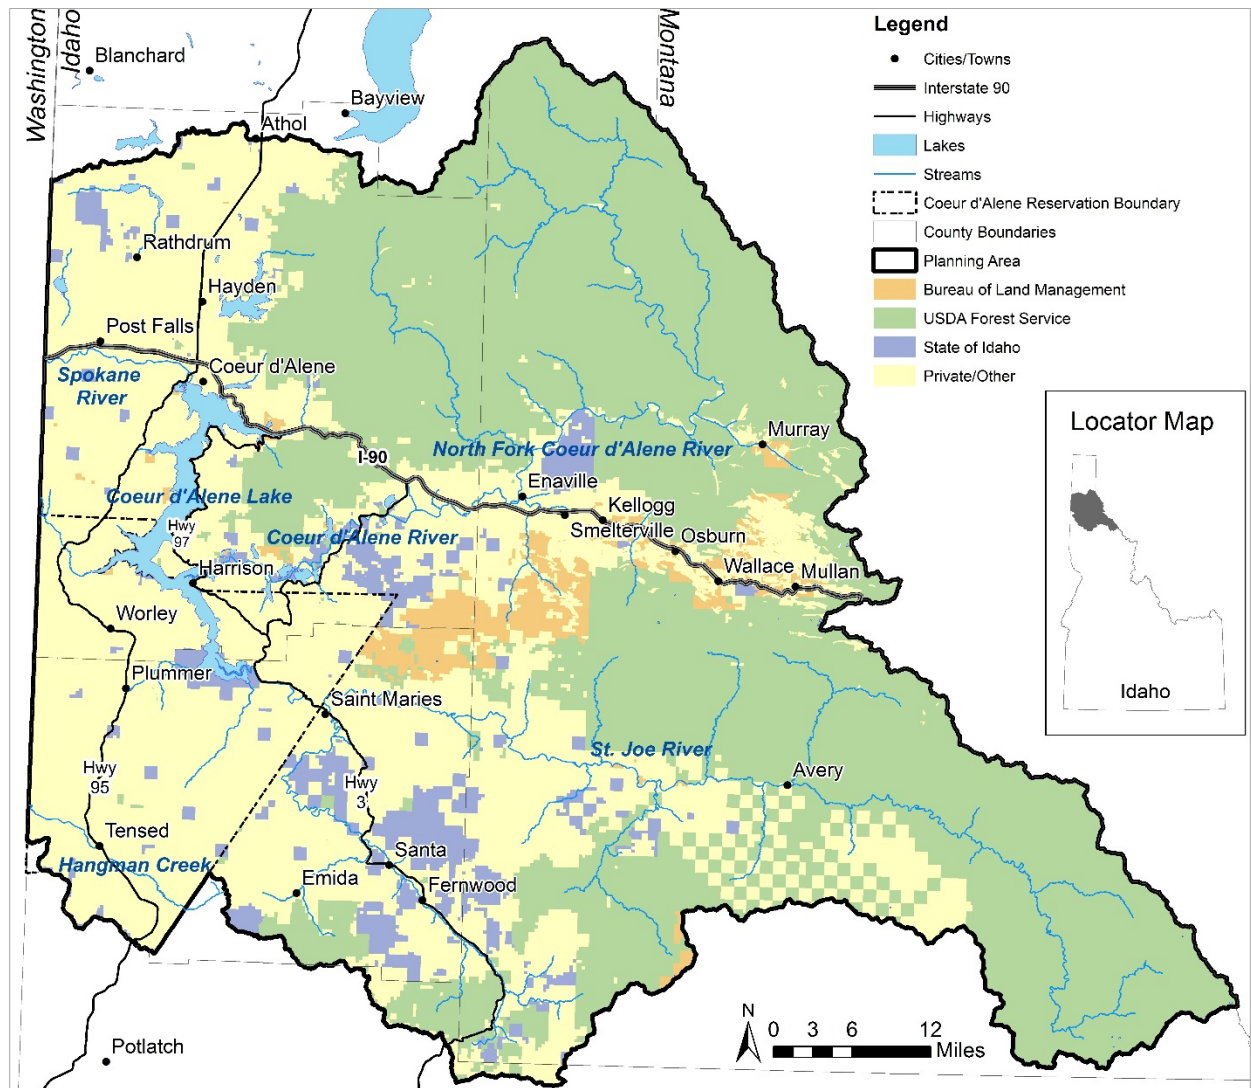 Washington
Idaho
Montana
Blanchard
Bayview
Athol
Rathdrum
Hayden
Post Falls
Coeur d'Alene
Spokane
River
North Fork Coeur d'Alene River
Murray
I-90
Enaville
Kellogg
Coeur d'Alene Lake
Smelterville
Hwy
97
Coeur d'Alene River
Osburn
Harrison
Wallace
Mullan
Worley
Plummer
Saint Maries
St. Joe River
Hwy
95
Hwy
3
Avery
Tensed
Hangman Creek
Santa
Emida
Fernwood
Potlatch
Legend
Cities/Towns
Interstate 90
Highways
Lakes
Streams
Coeur d'Alene Reservation Boundary
County Boundaries
Planning Area
Bureau of Land Management
USDA Forest Service
State of Idaho
Private/Other
Locator Map
Idaho
N
0 3 6 12
Miles